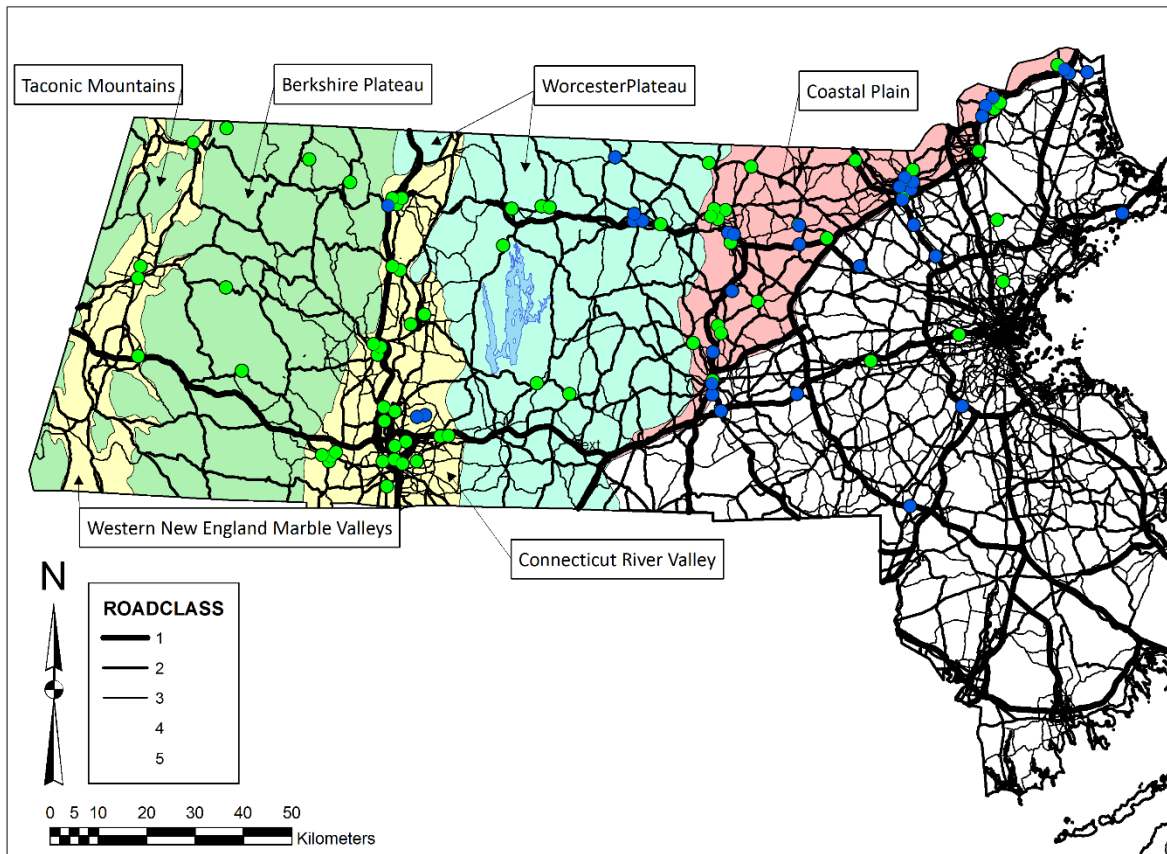 Taconic Mountains
Berkshire Plateau
WorcesterPlateau
Coastal Plain
Text
Western New England Marble Valleys
Connecticut River Valley
N
ROADCLASS
1
2
3
4
5
0 5 10 20 30 40 50
Kilometers